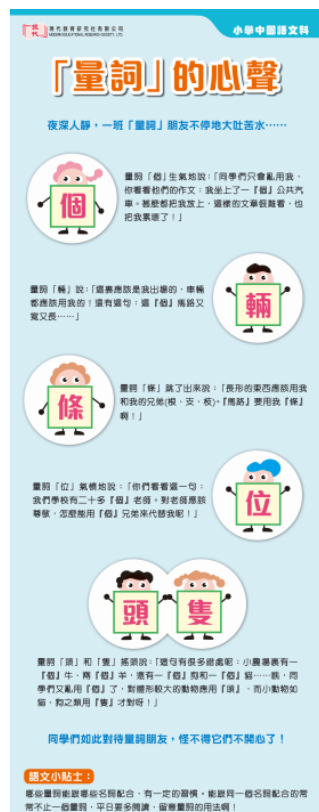 現代教育研究社有限公司
MODERN EDUCATIONAL RESEARCH SOCIETY, LTD.
小學中國語文科
「量詞」的心聲
夜深人靜，一班「量詞」朋友不停地大吐苦水……
個
量詞「個」生氣地說：「同學們只會亂用我，
你看看他們的作文：我坐上了一『個』公共汽
車。甚麼都把我放上，這樣的文章很難看，也
把我累壞了！」
量詞「輛」說：「這裏應該是我出場的，車輛
都應該用我的！還有這句：這『個』馬路又
寬又長……」
輛
條
量詞「條」跳了出來說：「長形的東西應該用我
和我的兄弟(根、支、枝)。『馬路』要用我『條』
啊！」
量詞「位」氣憤地說：「你們看看這一句：
我們學校有二十多『個』老師。對老師應該
尊敬，怎麼能用『個』兄弟來代替我呢！」
位
頭 隻
量詞「頭」和「隻」搖頭說：「這句有很多錯處呢：小農場裏有一
『個』牛、兩『個』羊，還有一『個』狗和一『個』貓……唉，同
學們又亂用『個』了，對體形較大的動物應用『頭』，而小動物如
貓、狗之類用『隻』才對呀！」
同學們如此對待量詞朋友，怪不得它們不開心了！
語文小貼士：
哪些量詞能跟哪些名詞配合，有一定的習慣。能跟同一個名詞配合的常
常不止一個量詞，平日要多閱讀，留意量詞的用法啊！